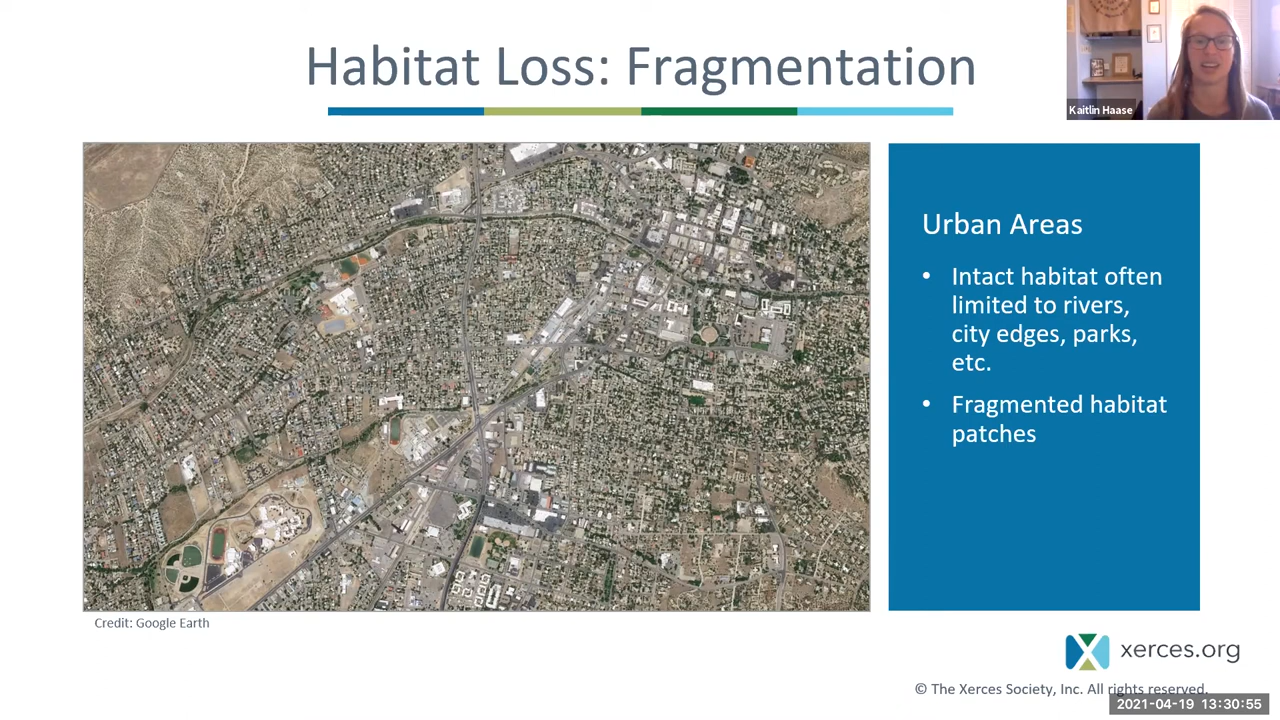 Habitat Loss: Fragmentation
Kaitlin Haase
Urban Areas
• Intact habitat often
limited to rivers,
city edges, parks,
etc.
• Fragmented habitat
patches
Credit: Google Earth
xerces.org
© The Xerces Society, Inc. All rights reserved.
2021-04-19 13:30:55